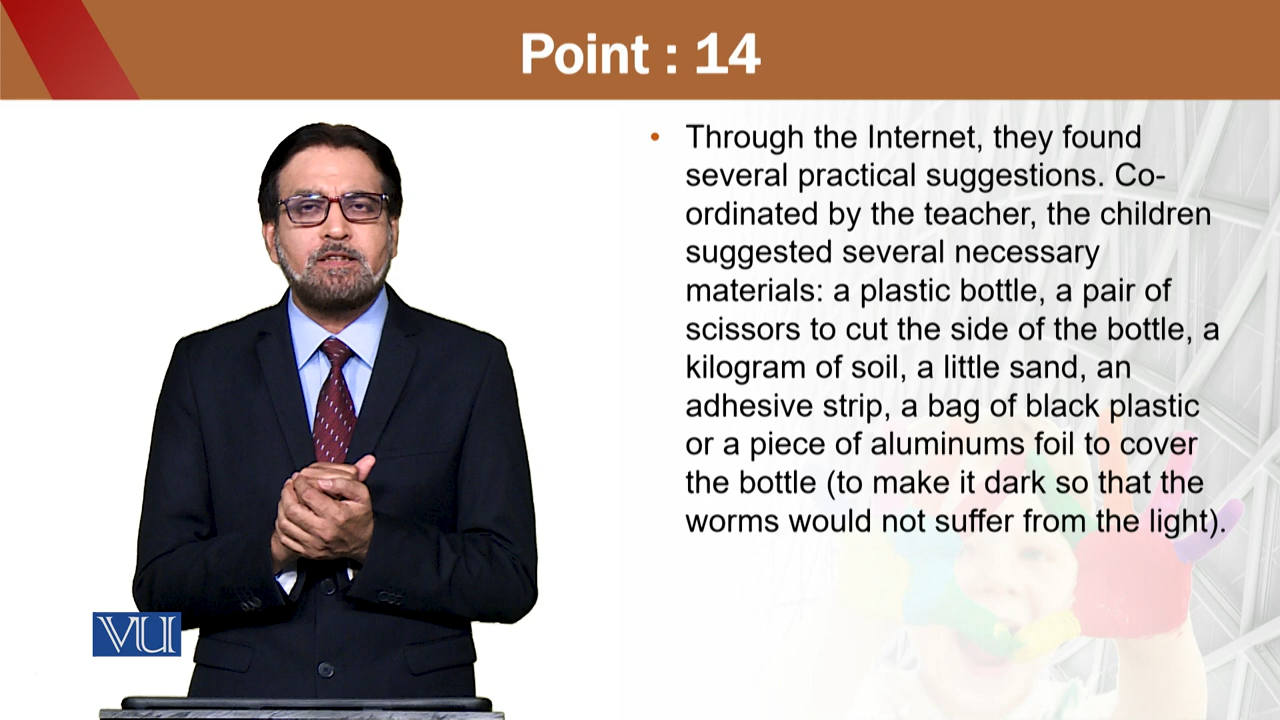 Point : 14
• Through the Internet, they found
several practical suggestions. Co-
ordinated by the teacher, the children
suggested several necessary
materials: a plastic bottle, a pair of
scissors to cut the side of the bottle, a
kilogram of soil, a little sand, an
adhesive strip, a bag of black plastic
or a piece of aluminums foil to cover
the bottle (to make it dark so that the
worms would not suffer from the light).
VU